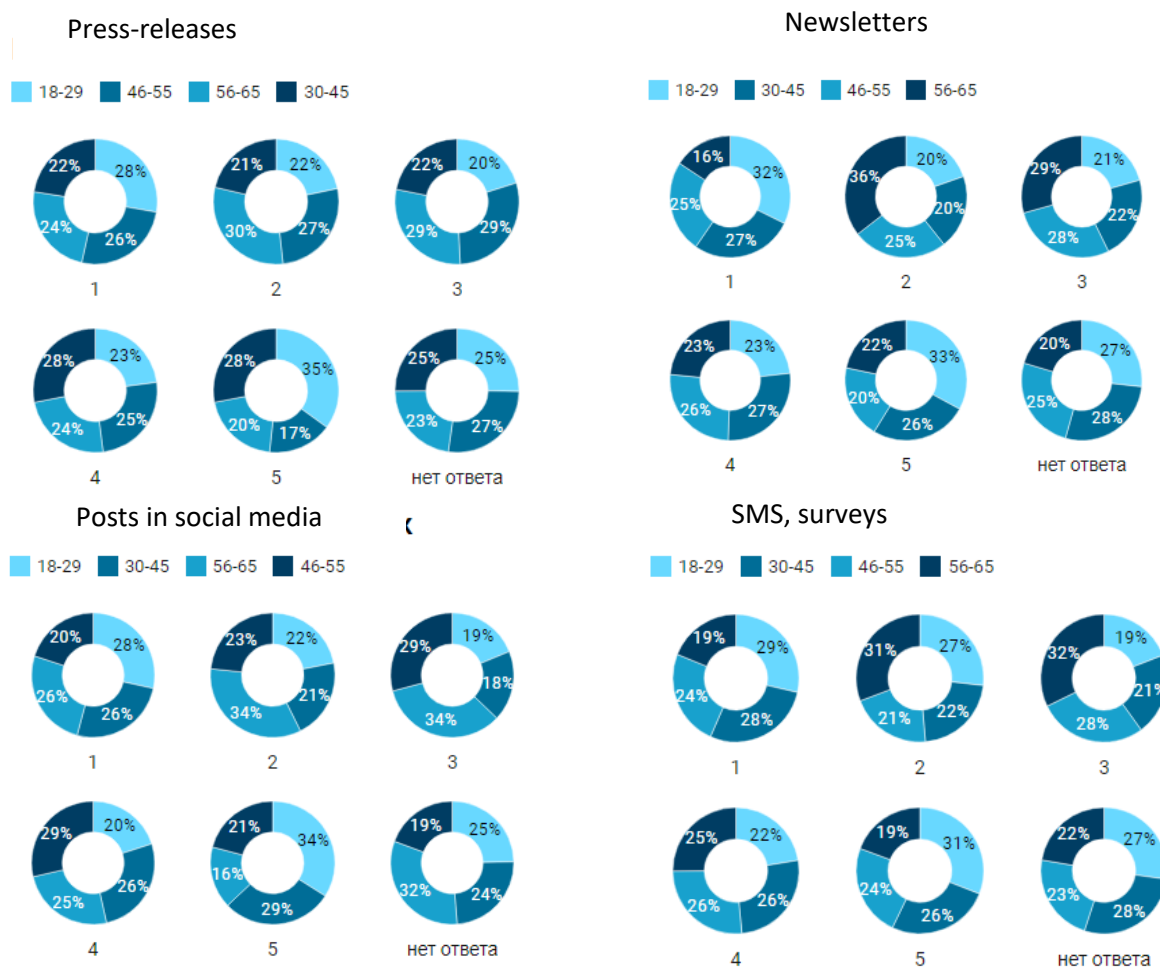 Press-releases
18-29 46-55 56-65 30-45
22% 28% 24% 26%
21% 22% 30% 27%
22% 20% 29% 29%
1 2 3
28% 23% 24% 25%
28% 35% 20% 17%
25% 25% 23% 27%
4 5 нет ответа
Newsletters
18-29 30-45 46-55 56-65
16% 32% 25% 27%
36% 20% 25% 20%
29% 21% 28% 22%
1 2 3
23% 23% 26% 27%
22% 33% 20% 26%
20% 27% 25% 28%
4 5 нет ответа
Posts in social media
18-29 30-45 56-65 46-55
20% 28% 26% 26%
23% 22% 34% 21%
29% 19% 34% 18%
1 2 3
29% 20% 25% 26%
21% 34% 16% 29%
19% 25% 32% 24%
4 5 нет ответа
SMS, surveys
18-29 30-45 46-55 56-65
19% 29% 24% 28%
31% 27% 21% 22%
32% 19% 28% 21%
1 2 3
25% 22% 26% 26%
19% 31% 24% 26%
22% 27% 23% 28%
4 5 нет ответа